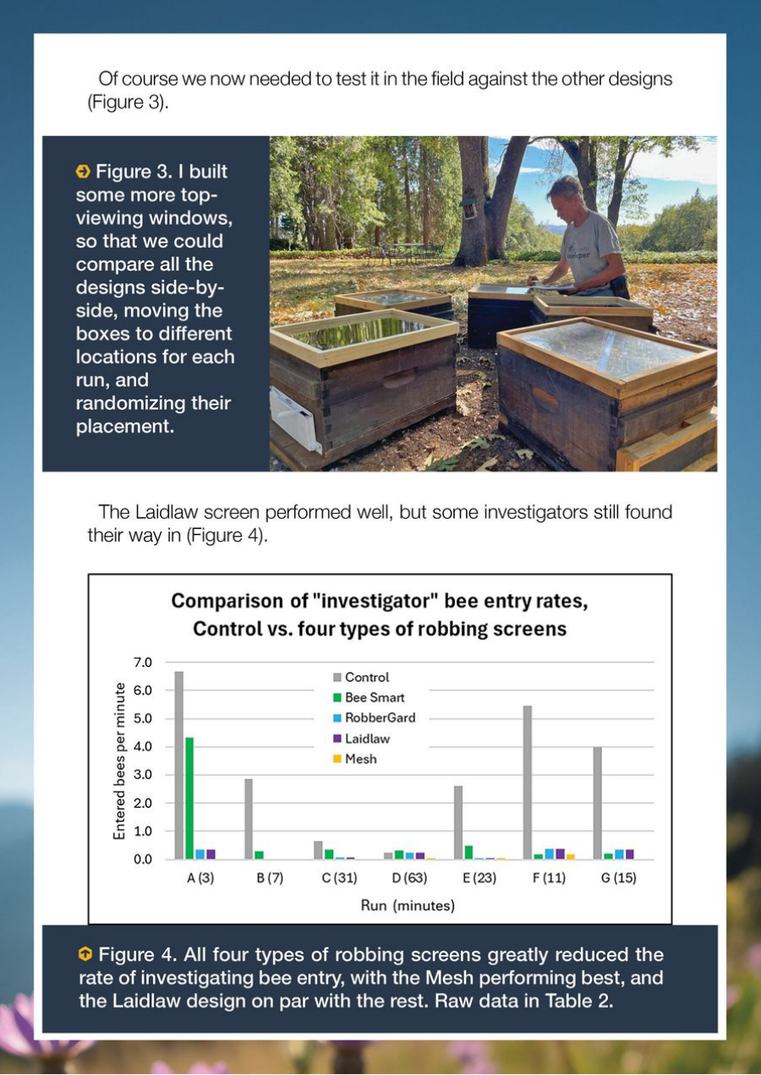 Of course we now needed to test it in the field against the other designs
(Figure 3).
Figure 3. I built
some more top-
viewing windows,
so that we could
compare all the
designs side-by-
side, moving the
boxes to different
locations for each
run, and
randomizing their
placement.
The Laidlaw screen performed well, but some investigators still found
their way in (Figure 4).
Comparison of "investigator" bee entry rates,
Control vs. four types of robbing screens
Entered bees per minute
7.0
6.0
5.0
4.0
3.0
2.0
1.0
0.0
Control
Bee Smart
RobberGard
Laidlaw
Mesh
A (3) B (7) C (31) D (63) E (23) F (11) G (15)
Run (minutes)
Figure 4. All four types of robbing screens greatly reduced the
rate of investigating bee entry, with the Mesh performing best, and
the Laidlaw design on par with the rest. Raw data in Table 2.